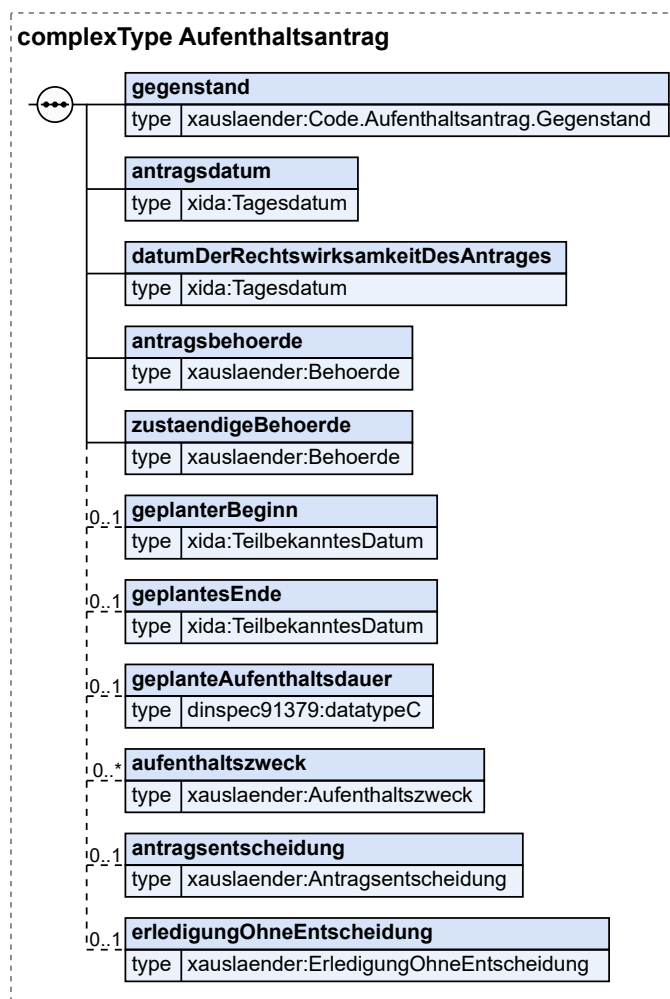 complexType Aufenthaltsantrag
gegenstand
type xauslaender:Code.Aufenthaltsantrag.Gegenstand
antragsdatum
type xida:Tagesdatum
datumDerRechtswirksamkeitDesAntrages
type xida:Tagesdatum
antragsbehoerde
type xauslaender:Behoerde
zustaendigeBehoerde
type xauslaender:Behoerde
0..1 geplanterBeginn
type xida:TeilbekanntesDatum
0..1 geplantesEnde
type xida:TeilbekanntesDatum
0..1 geplanteAufenthaltsdauer
type dinspec91379:datatypeC
0..* aufenthaltszweck
type xauslaender:Aufenthaltszweck
0..1 antragsentscheidung
type xauslaender:Antragsentscheidung
0..1 erledigungOhneEntscheidung
type xauslaender:ErledigungOhneEntscheidung